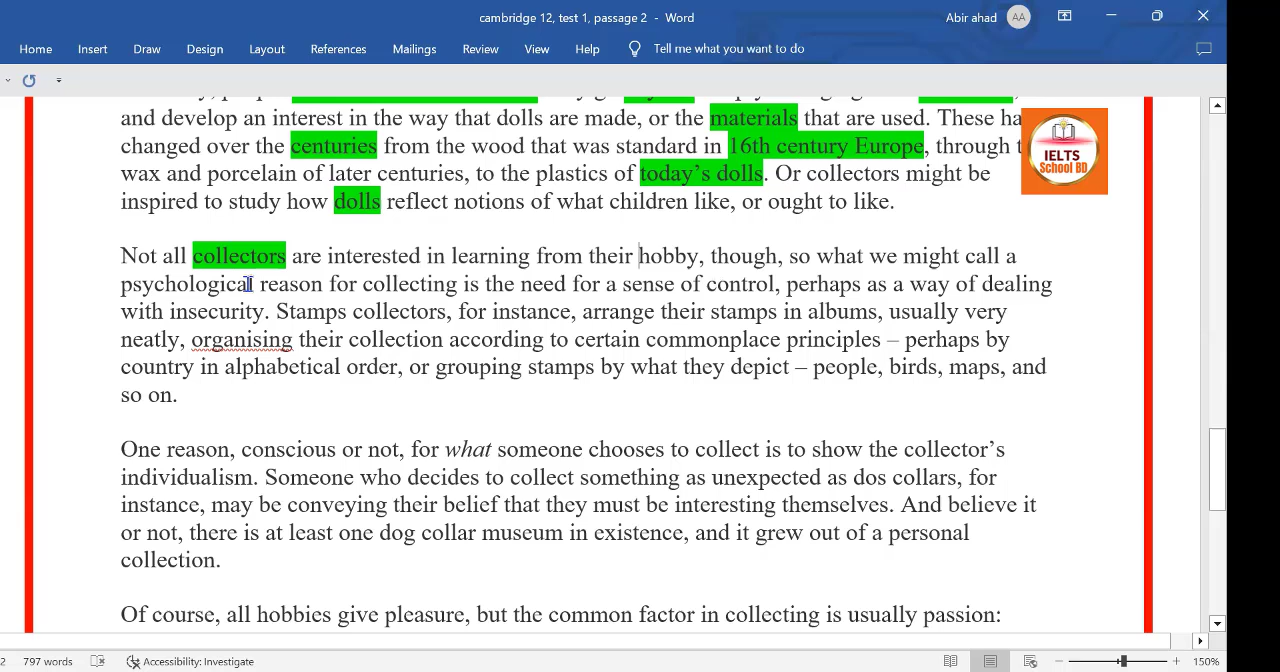 cambridge 12, test 1, passage 2 - Word
Abir ahad AA
Home Insert Draw Design Layout References Mailings Review View Help Tell me what you want to do
and develop an interest in the way that dolls are made, or the materials that are used. These ha
changed over the centuries from the wood that was standard in 16th century Europe, through t
wax and porcelain of later centuries, to the plastics of today's dolls. Or collectors might be
inspired to study how dolls reflect notions of what children like, or ought to like.
IELTS
School BD
Not all collectors are interested in learning from their hobby, though, so what we might call a
psychological reason for collecting is the need for a sense of control, perhaps as a way of dealing
with insecurity. Stamps collectors, for instance, arrange their stamps in albums, usually very
neatly, organising their collection according to certain commonplace principles – perhaps by
country in alphabetical order, or grouping stamps by what they depict – people, birds, maps, and
so on.
One reason, conscious or not, for what someone chooses to collect is to show the collector's
individualism. Someone who decides to collect something as unexpected as dos collars, for
instance, may be conveying their belief that they must be interesting themselves. And believe it
or not, there is at least one dog collar museum in existence, and it grew out of a personal
collection.
Of course, all hobbies give pleasure, but the common factor in collecting is usually passion:
2 797 words Accessibility: Investigate 150%